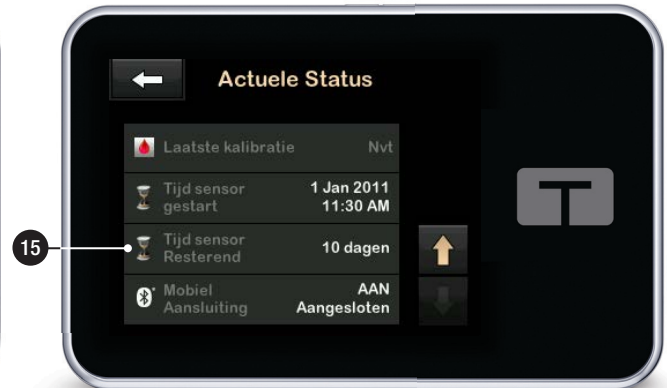 Actuele Status
Laatste kalibratie Nvt
Tijd sensor 1 Jan 2011
gestart 11:30 AM
15 Tijd sensor
Resterend 10 dagen
Mobiel AAN
Aansluiting Aangesloten